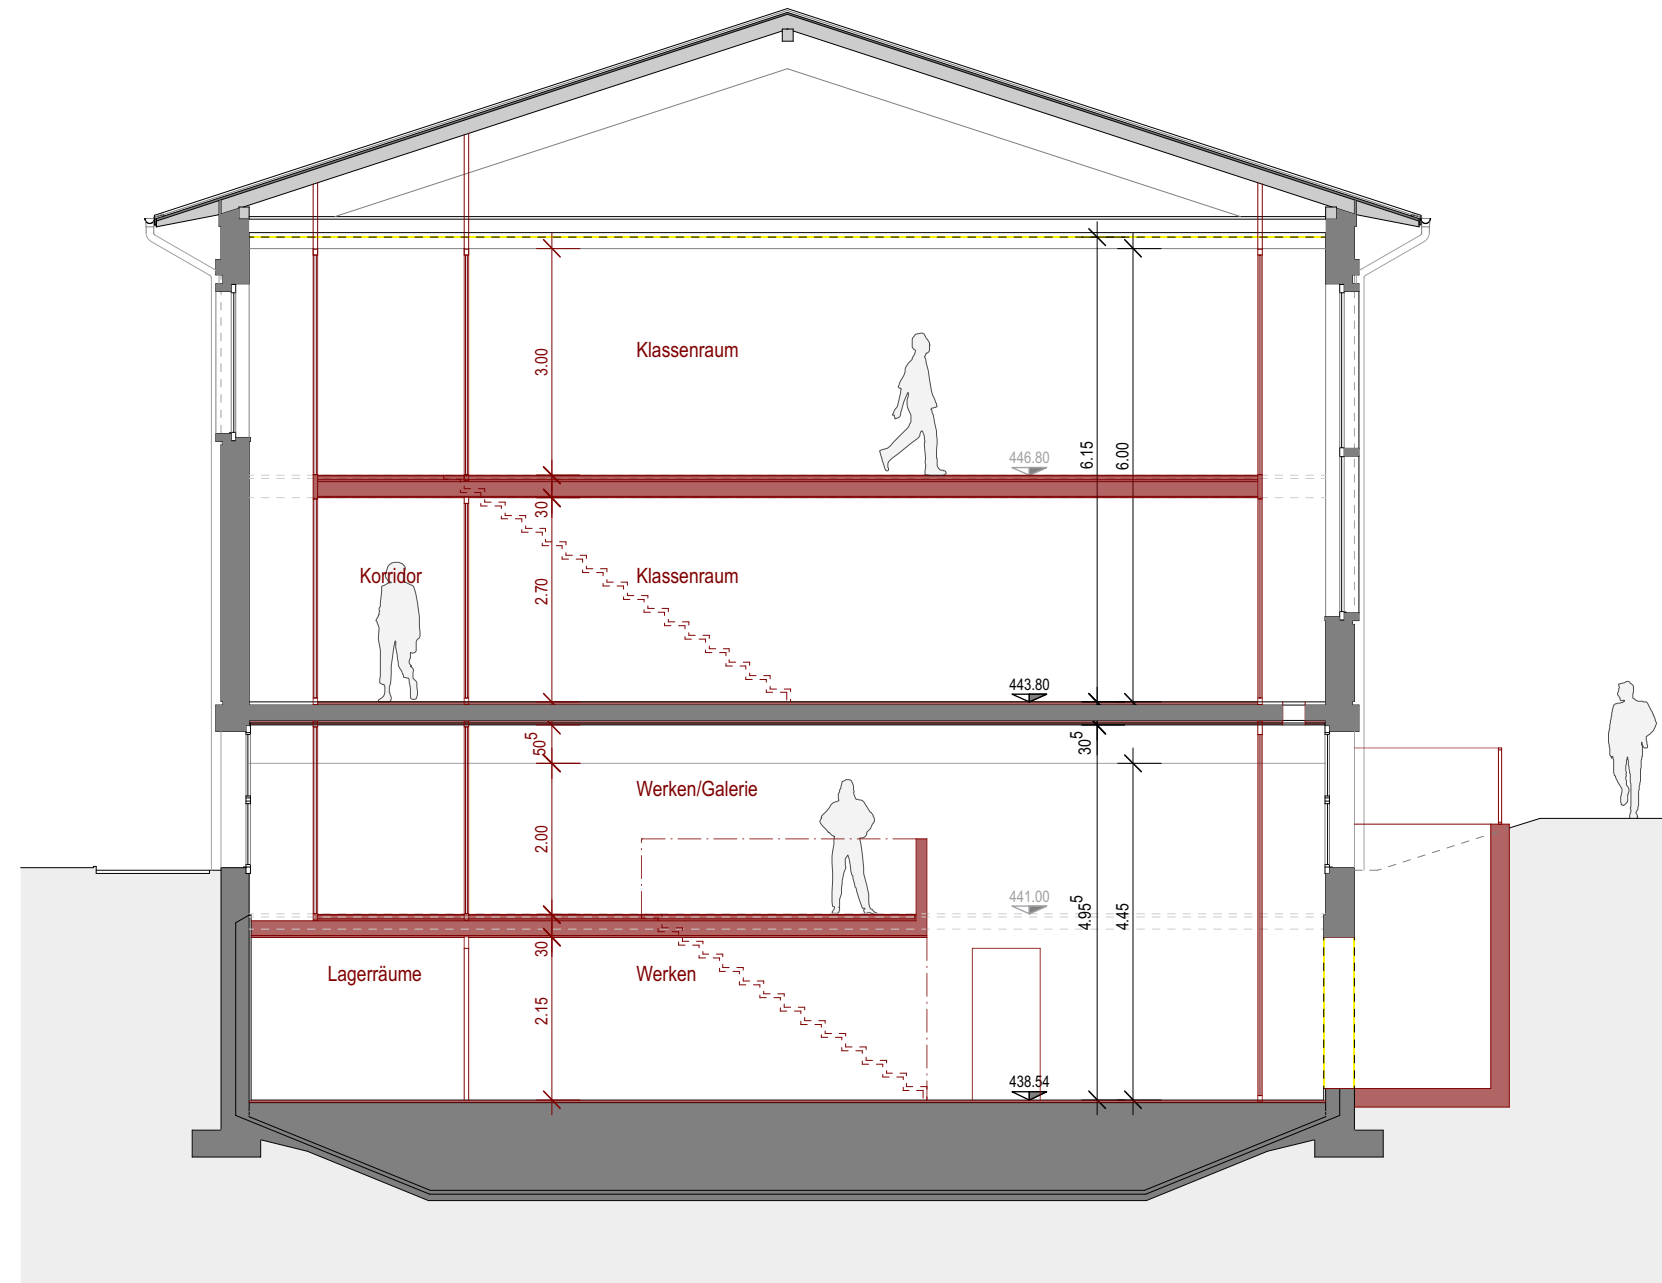 3.00
Klassenraum
446.80
6.15
6.00
30
Korridor
2.70
Klassenraum
443.80
50⁵
30⁵
Werken/Galerie
2.00
441.00
4.95⁵
4.45
30
Lagerräume
Werken
2.15
438.54